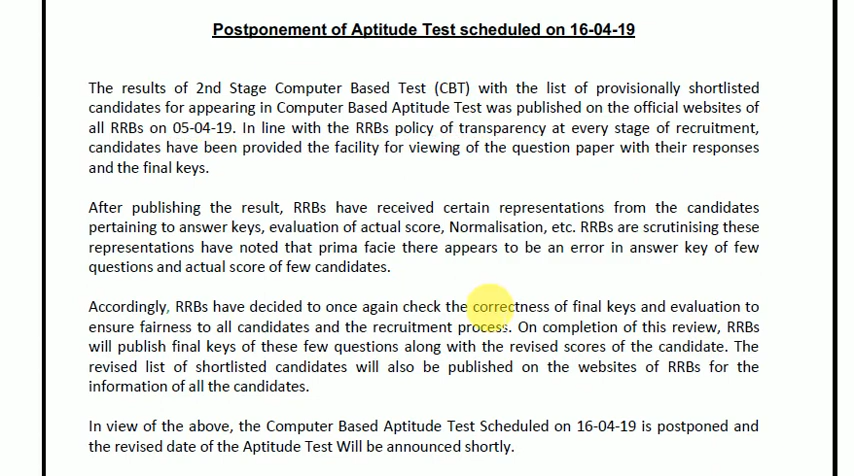 Postponement of Aptitude Test scheduled on 16-04-19
The results of 2nd Stage Computer Based Test (CBT) with the list of provisionally shortlisted
candidates for appearing in Computer Based Aptitude Test was published on the official websites of
all RRBs on 05-04-19. In line with the RRBs policy of transparency at every stage of recruitment,
candidates have been provided the facility for viewing of the question paper with their responses
and the final keys.
After publishing the result, RRBs have received certain representations from the candidates
pertaining to answer keys, evaluation of actual score, Normalisation, etc. RRBs are scrutinising these
representations have noted that prima facie there appears to be an error in answer key of few
questions and actual score of few candidates.
Accordingly, RRBs have decided to once again check the correctness of final keys and evaluation to
ensure fairness to all candidates and the recruitment process. On completion of this review, RRBs
will publish final keys of these few questions along with the revised scores of the candidate. The
revised list of shortlisted candidates will also be published on the websites of RRBs for the
information of all the candidates.
In view of the above, the Computer Based Aptitude Test Scheduled on 16-04-19 is postponed and
the revised date of the Aptitude Test Will be announced shortly.